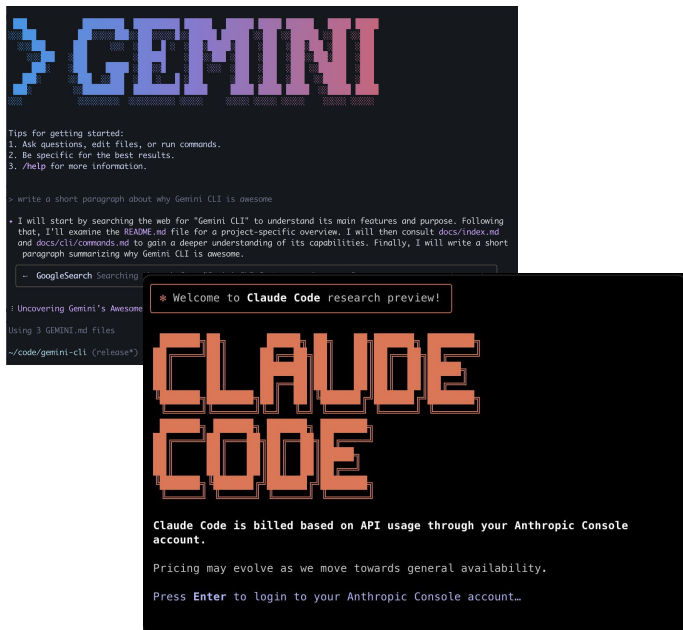 > GEMINI
Tips for getting started:
1. Ask questions, edit files, or run commands.
2. Be specific for the best results.
3. /help for more information.
> write a short paragraph about why Gemini CLI is awesome
✦ I will start by searching the web for "Gemini CLI" to understand its main features and purpose. Following
that, I'll examine the README.md file for a project-specific overview. I will then consult docs/index.md
and docs/cli/commands.md to gain a deeper understanding of its capabilities. Finally, I will write a short
paragraph summarizing why Gemini CLI is awesome.
← GoogleSearch Searching
Uncovering Gemini's Awesome
Using 3 GEMINI.md files
~/code/gemini-cli (release*)
✻ Welcome to Claude Code research preview!
CLAUDE
CODE
Claude Code is billed based on API usage through your Anthropic Console
account.
Pricing may evolve as we move towards general availability.
Press Enter to login to your Anthropic Console account…